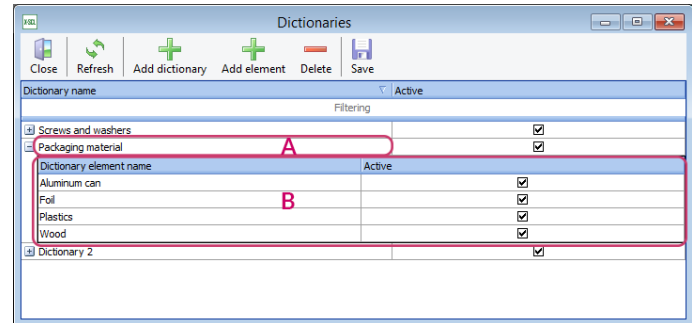 X-SCL Dictionaries
Close Refresh Add dictionary Add element Delete Save
Dictionary name Active
Filtering
Screws and washers
Packaging material A
Dictionary element name Active
Aluminum can
Foil B
Plastics
Wood
Dictionary 2